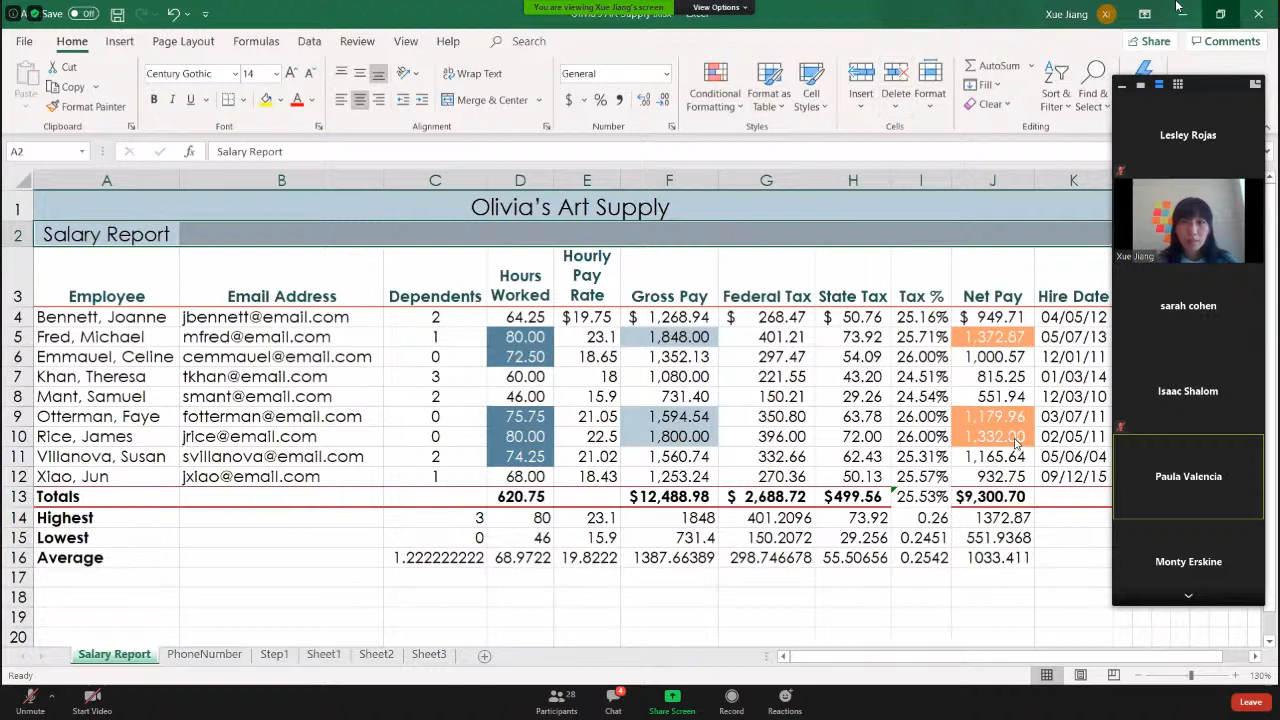 Save Off
You are viewing Xue Jiang's screen
View Options
Olivia's Art Supply.xlsx - Excel
Xue Jiang
XJ
File Home Insert Page Layout Formulas Data Review View Help Search
Share Comments
Paste
Cut
Copy
Format Painter
Clipboard
Century Gothic 14
B I U
Font
Wrap Text
Merge & Center
Alignment
General
$ % ,
Number
Conditional Formatting
Format as Table
Cell Styles
Styles
Insert Delete Format
Cells
AutoSum
Fill
Clear
Sort & Filter
Find & Select
Editing
A2 fx Salary Report
A B C D E F G H I J K
1 Olivia's Art Supply
2 Salary Report
3 Employee Email Address Dependents Hours Worked Hourly Pay Rate Gross Pay Federal Tax State Tax Tax % Net Pay Hire Date
4 Bennett, Joanne jbennett@email.com 2 64.25 $19.75 $ 1,268.94 $ 268.47 $ 50.76 25.16% $ 949.71 04/05/12
5 Fred, Michael mfred@email.com 1 80.00 23.1 1,848.00 401.21 73.92 25.71% 1,372.87 05/07/13
6 Emmauel, Celine cemmauel@email.com 0 72.50 18.65 1,352.13 297.47 54.09 26.00% 1,000.57 12/01/11
7 Khan, Theresa tkhan@email.com 3 60.00 18 1,080.00 221.55 43.20 24.51% 815.25 01/03/14
8 Mant, Samuel smant@email.com 2 46.00 15.9 731.40 150.21 29.26 24.54% 551.94 12/03/10
9 Otterman, Faye fotterman@email.com 0 75.75 21.05 1,594.54 350.80 63.78 26.00% 1,179.96 03/07/11
10 Rice, James jrice@email.com 0 80.00 22.5 1,800.00 396.00 72.00 26.00% 1,332.00 02/05/11
11 Villanova, Susan svillanova@email.com 2 74.25 21.02 1,560.74 332.66 62.43 25.31% 1,165.64 05/06/04
12 Xiao, Jun jxiao@email.com 1 68.00 18.43 1,253.24 270.36 50.13 25.57% 932.75 09/12/15
13 Totals 620.75 $12,488.98 $ 2,688.72 $499.56 25.53% $9,300.70
14 Highest 3 80 23.1 1848 401.2096 73.92 0.26 1372.87
15 Lowest 0 46 15.9 731.4 150.2072 29.256 0.2451 551.9368
16 Average 1.222222222 68.9722 19.8222 1387.66389 298.746678 55.50656 0.2542 1033.411
17
18
19
20
Lesley Rojas
Xue Jiang
sarah cohen
Isaac Shalom
Paula Valencia
Monty Erskine
Salary Report PhoneNumber Step1 Sheet1 Sheet2 Sheet3
Ready
130%
Unmute
Start Video
28
Participants
4
Chat
Share Screen
Record
Reactions
Leave